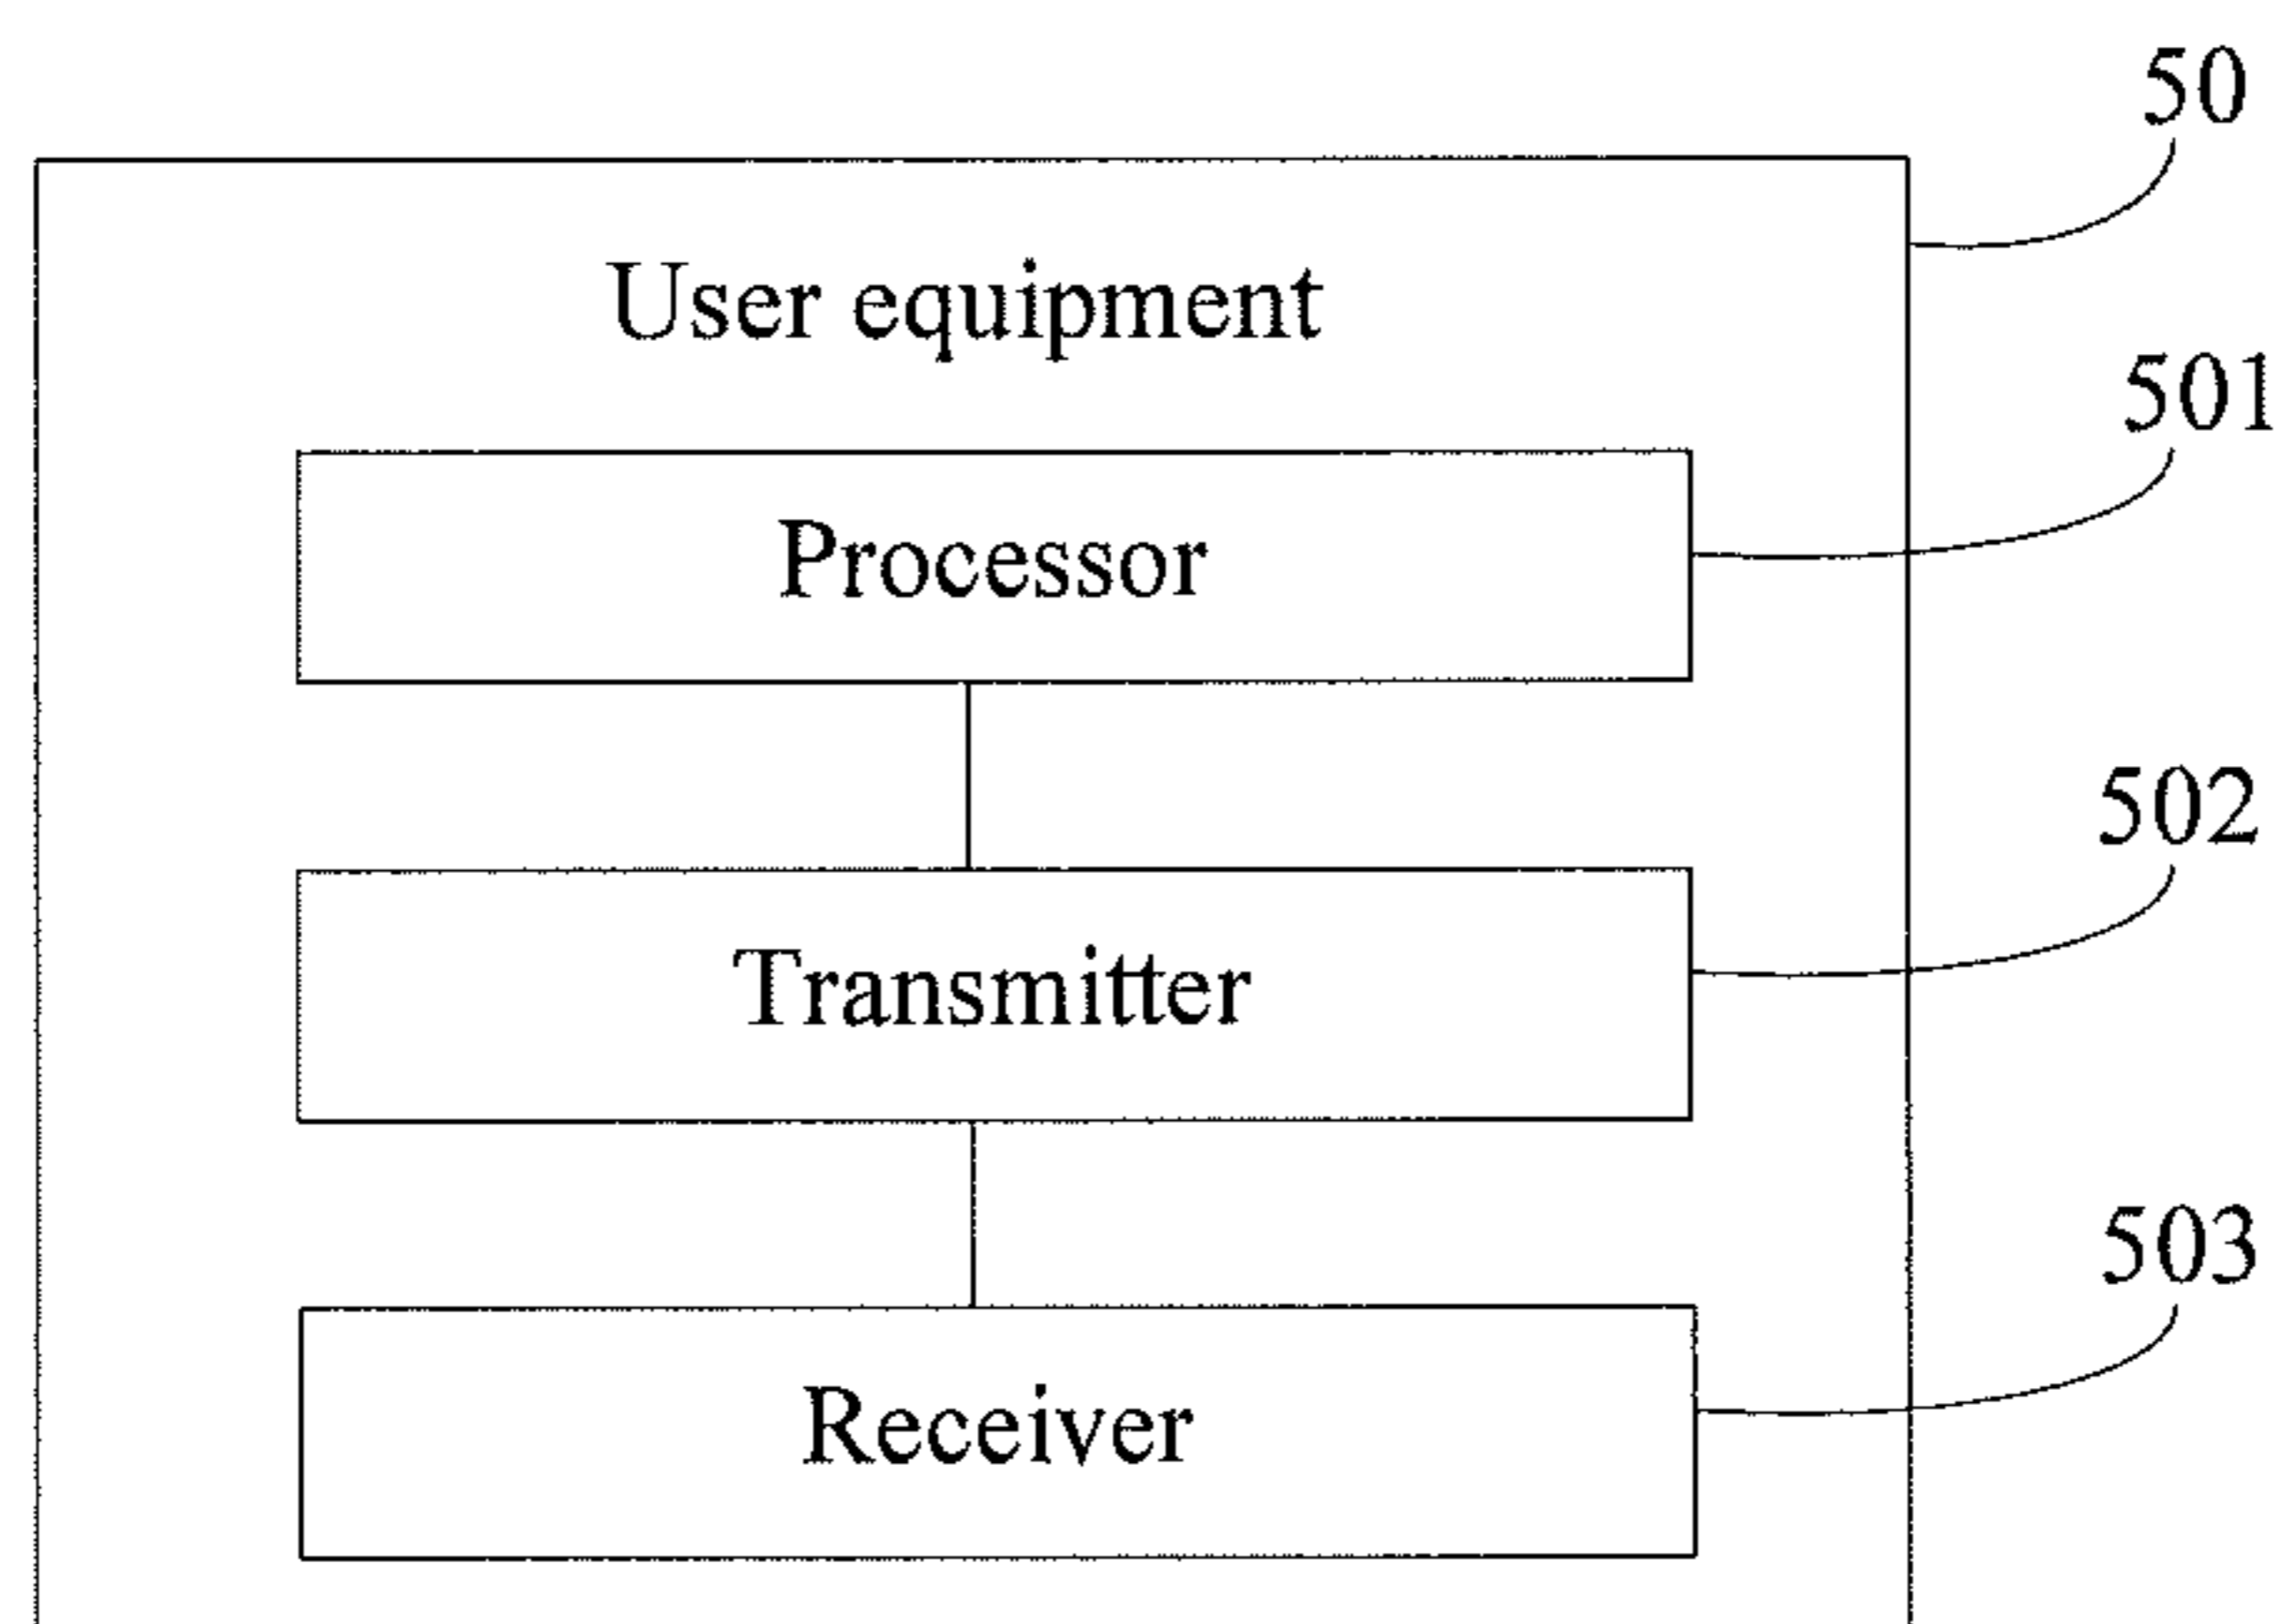 50
User equipment
501
Processor
502
Transmitter
503
Receiver